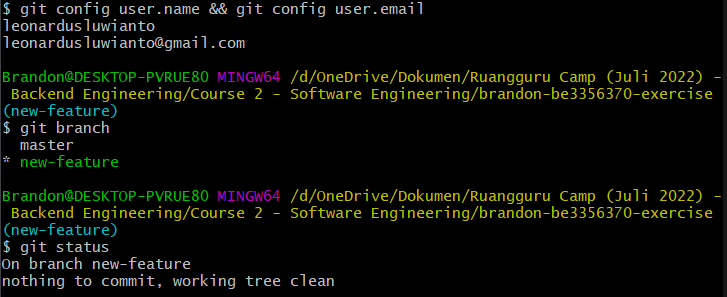 $ git config user.name && git config user.email
leonardusluwianto
leonardusluwianto@gmail.com
Brandon@DESKTOP-PVRUE80 MINGW64 /d/OneDrive/Dokumen/Ruangguru Camp (Juli 2022) -
Backend Engineering/Course 2 - Software Engineering/brandon-be3356370-exercise
(new-feature)
$ git branch
master
* new-feature
Brandon@DESKTOP-PVRUE80 MINGW64 /d/OneDrive/Dokumen/Ruangguru Camp (Juli 2022) -
Backend Engineering/Course 2 - Software Engineering/brandon-be3356370-exercise
(new-feature)
$ git status
On branch new-feature
nothing to commit, working tree clean